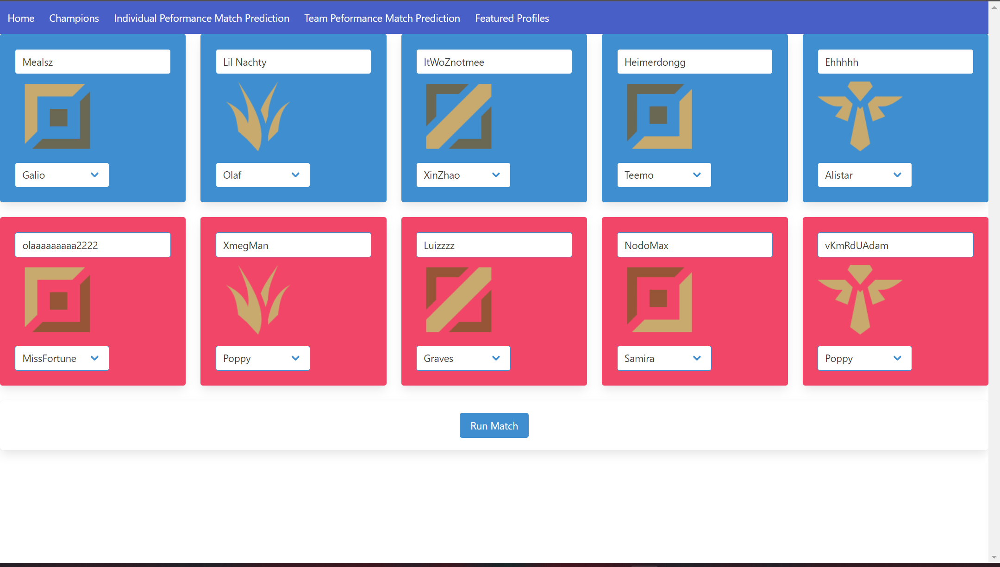 Home Champions Individual Peformance Match Prediction Team Peformance Match Prediction Featured Profiles
Mealsz Lil Nachty ItWoZnotmee Heimerdongg Ehhhhh
Galio Olaf XinZhao Teemo Alistar
olaaaaaaaaa2222 XmegMan Luizzzz NodoMax vKmRdUAdam
MissFortune Poppy Graves Samira Poppy
Run Match